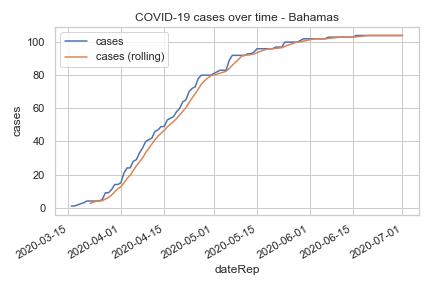 COVID-19 cases over time - Bahamas
cases
cases (rolling)
100
80
60
40
20
0
cases
2020-03-15
2020-04-01
2020-04-15
2020-05-01
2020-05-15
2020-06-01
2020-06-15
2020-07-01
dateRep